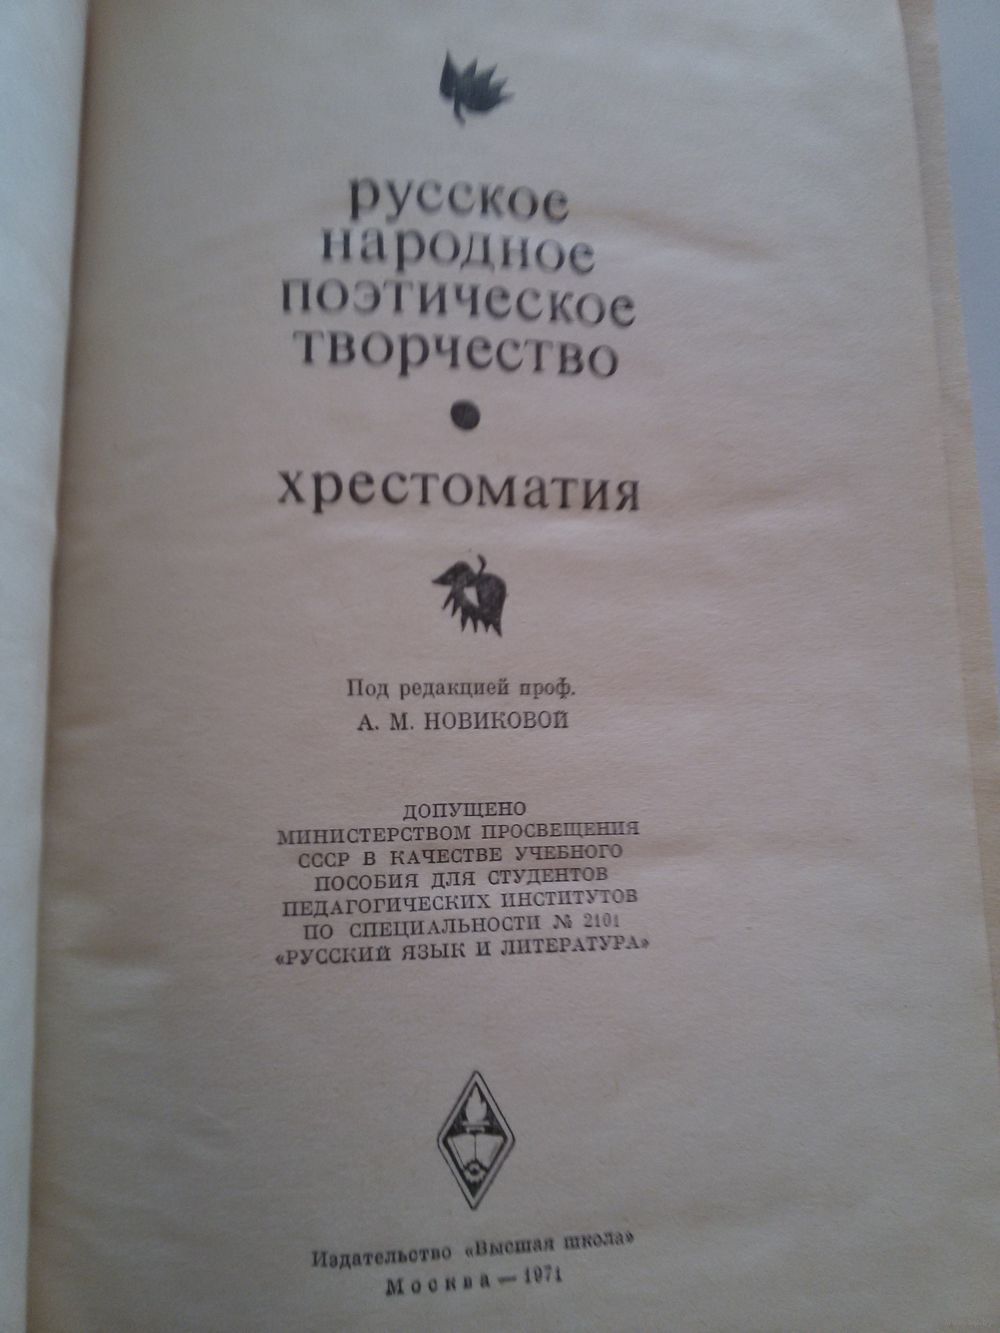 русское
народное
поэтическое
творчество
•
хрестоматия
Под редакцией проф.
А. М. НОВИКОВОЙ
ДОПУЩЕНО
МИНИСТЕРСТВОМ ПРОСВЕЩЕНИЯ
СССР В КАЧЕСТВЕ УЧЕБНОГО
ПОСОБИЯ ДЛЯ СТУДЕНТОВ
ПЕДАГОГИЧЕСКИХ ИНСТИТУТОВ
ПО СПЕЦИАЛЬНОСТИ № 2101
«РУССКИЙ ЯЗЫК И ЛИТЕРАТУРА»
Издательство «Высшая школа»
Москва — 1971